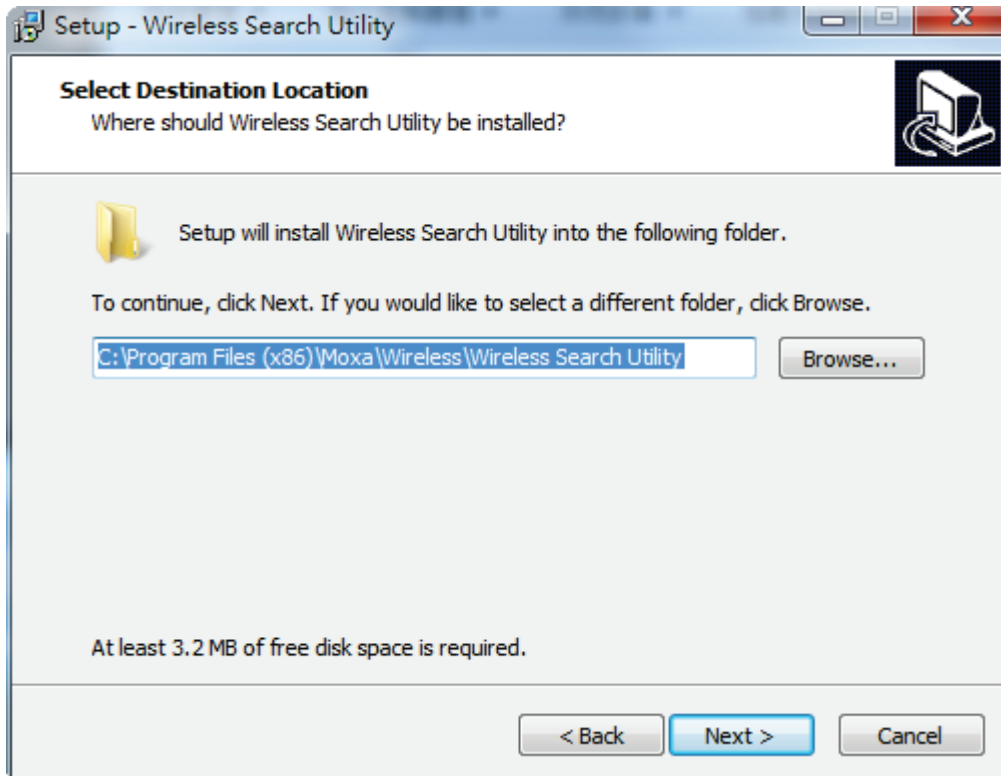 Setup - Wireless Search Utility
Select Destination Location
Where should Wireless Search Utility be installed?
Setup will install Wireless Search Utility into the following folder.
To continue, click Next. If you would like to select a different folder, click Browse.
C:\Program Files (x86)\Moxa\Wireless\Wireless Search Utility
Browse...
At least 3.2 MB of free disk space is required.
< Back
Next >
Cancel